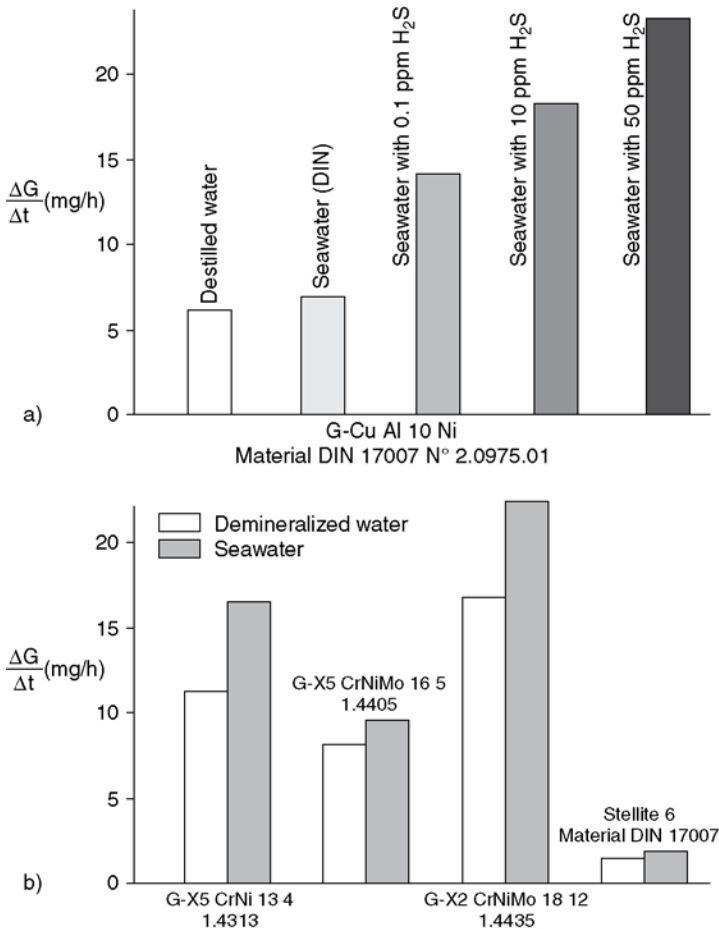 20
15
10
5
0
ΔG
Δt
(mg/h)
Destilled water
Seawater (DIN)
Seawater with 0.1 ppm H₂S
Seawater with 10 ppm H₂S
Seawater with 50 ppm H₂S
a)
G-Cu Al 10 Ni
Material DIN 17007 N° 2.0975.01
Demineralized water
Seawater
20
15
10
5
0
ΔG
Δt
(mg/h)
G-X5 CrNiMo 16 5
1.4405
Stellite 6
Material DIN 17007
b)
G-X5 CrNi 13 4
1.4313
G-X2 CrNiMo 18 12
1.4435